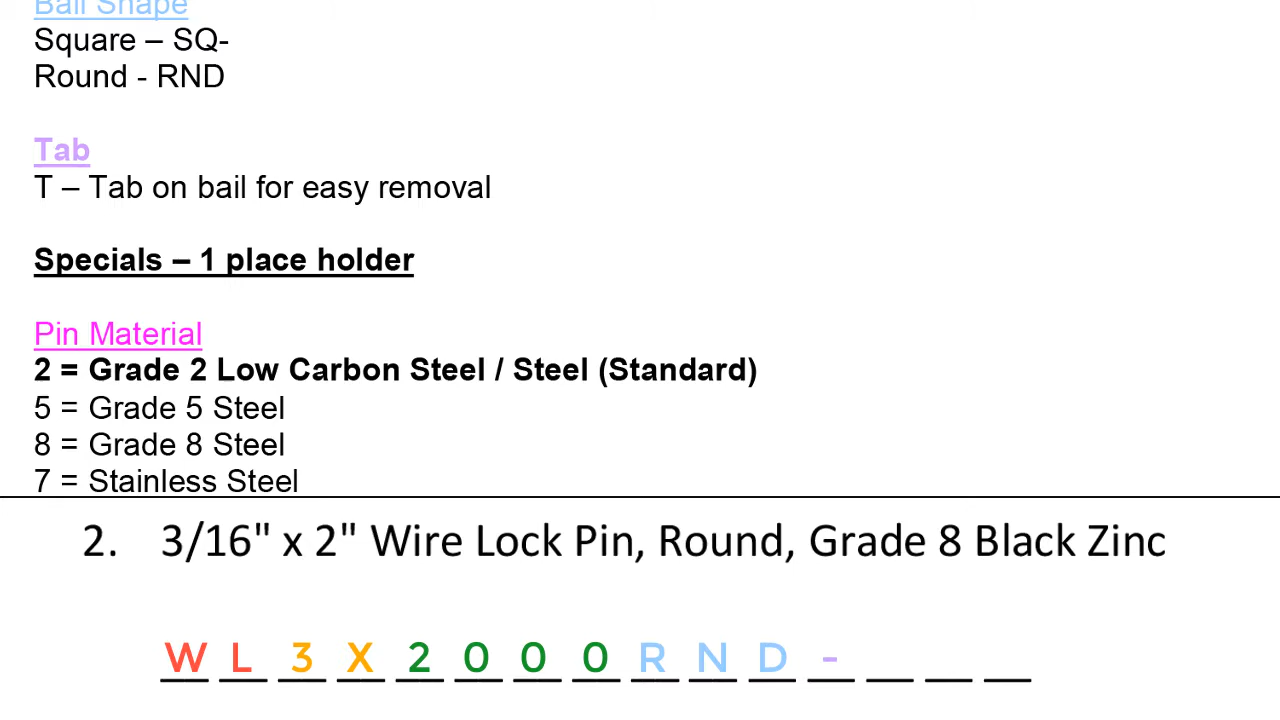 Bail Shape
Square – SQ-
Round - RND
Tab
T – Tab on bail for easy removal
Specials – 1 place holder
Pin Material
2 = Grade 2 Low Carbon Steel / Steel (Standard)
5 = Grade 5 Steel
8 = Grade 8 Steel
7 = Stainless Steel
2. 3/16" x 2" Wire Lock Pin, Round, Grade 8 Black Zinc
W L 3 X 2 0 0 0 R N D -